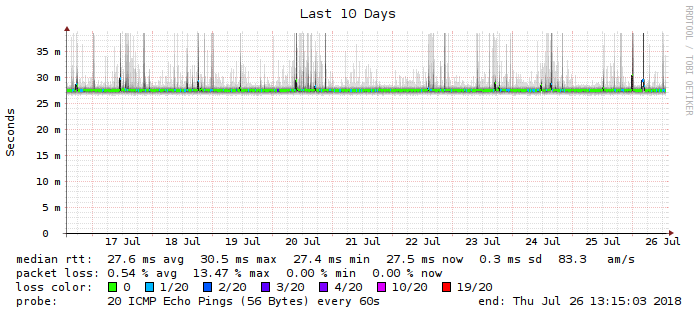 Last 10 Days
RRDTOOL / TOBI OETIKER
Seconds
35 m
30 m
25 m
20 m
15 m
10 m
5 m
0
17 Jul 18 Jul 19 Jul 20 Jul 21 Jul 22 Jul 23 Jul 24 Jul 25 Jul 26 Jul
median rtt: 27.6 ms avg 30.5 ms max 27.4 ms min 27.5 ms now 0.3 ms sd 83.3 am/s
packet loss: 0.54 % avg 13.47 % max 0.00 % min 0.00 % now
loss color: 0 1/20 2/20 3/20 4/20 10/20 19/20
probe: 20 ICMP Echo Pings (56 Bytes) every 60s end: Thu Jul 26 13:15:03 2018